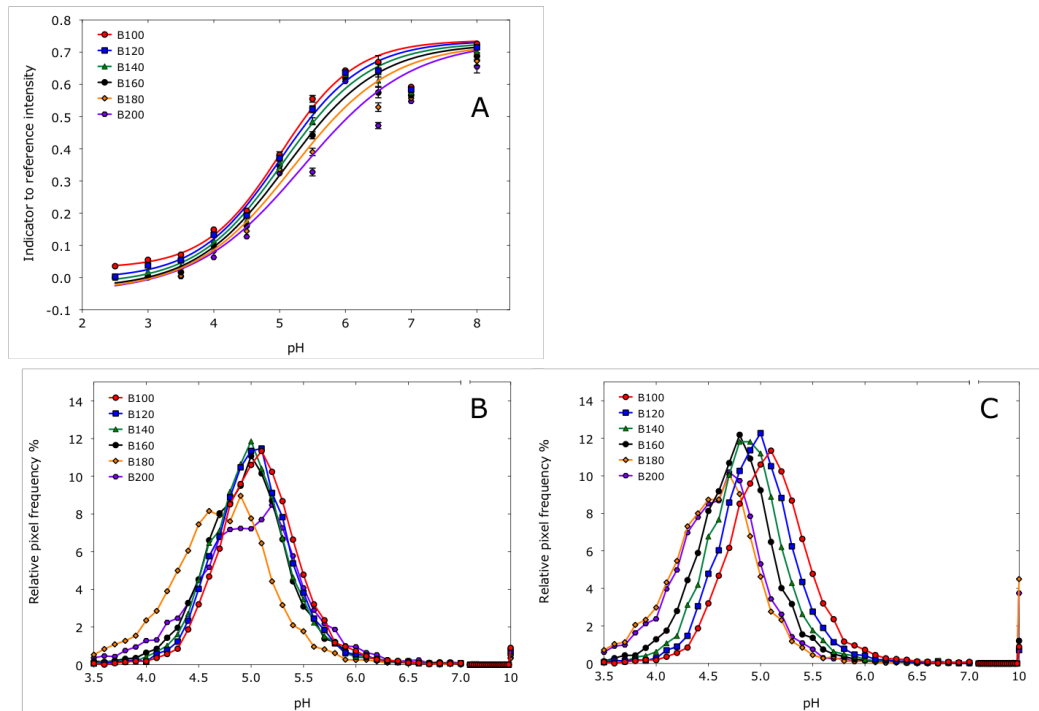 0.8
0.7
0.6
0.5
0.4
0.3
0.2
0.1
0.0
-0.1
Indicator to reference intensity
B100
B120
B140
B160
B180
B200
A
2 3 4 5 6 7 8
pH
14
12
10
8
6
4
2
0
Relative pixel frequency %
B100
B120
B140
B160
B180
B200
B
3.5 4.0 4.5 5.0 5.5 6.0 6.5 7.0 10
pH
14
12
10
8
6
4
2
0
Relative pixel frequency %
B100
B120
B140
B160
B180
B200
C
3.5 4.0 4.5 5.0 5.5 6.0 6.5 7.0 10
pH